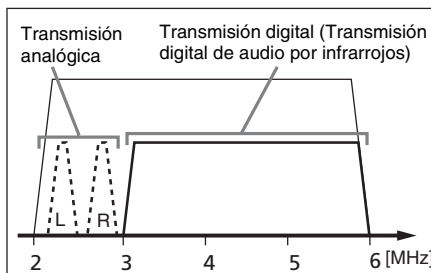 Transmisión
analógica
Transmisión digital (Transmisión
digital de audio por infrarrojos)
L R
2 3 4 5 6 [MHz]